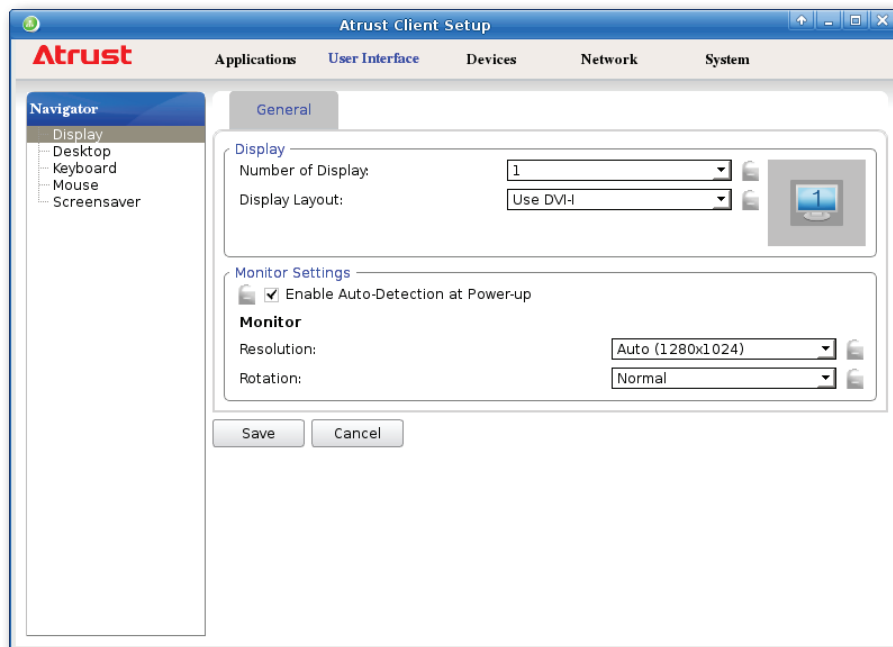 Atrust Client Setup
Atrust
Applications User Interface Devices Network System
Navigator
Display
Desktop
Keyboard
Mouse
Screensaver
General
Display
Number of Display: 1
Display Layout: Use DVI-I
1
Monitor Settings
Enable Auto-Detection at Power-up
Monitor
Resolution: Auto (1280x1024)
Rotation: Normal
Save Cancel